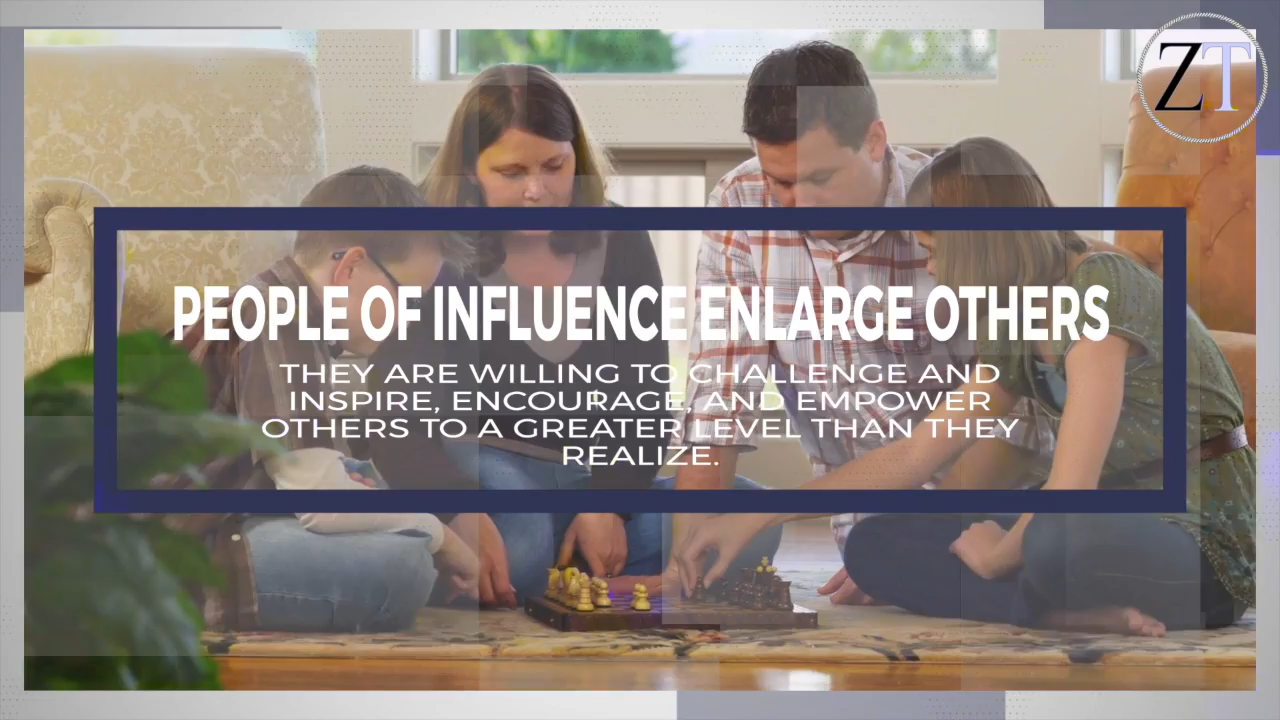 ZT
PEOPLE OF INFLUENCE ENLARGE OTHERS
THEY ARE WILLING TO CHALLENGE AND
INSPIRE, ENCOURAGE, AND EMPOWER
OTHERS TO A GREATER LEVEL THAN THEY
REALIZE.